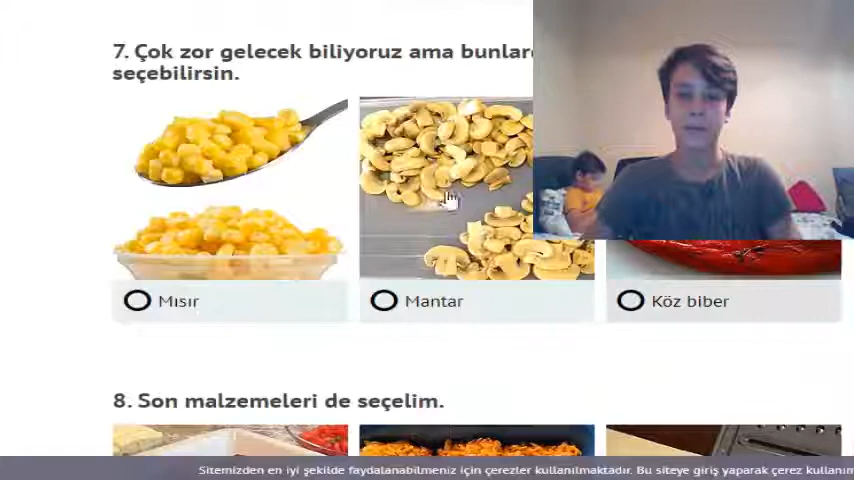 7. Çok zor gelecek biliyoruz ama bunlar
seçebilirsin.
Mısır
Mantar
Köz biber
8. Son malzemeleri de seçelim.
Sitemizden en iyi şekilde faydalanabilmeniz için çerezler kullanılmaktadır. Bu siteye giriş yaparak çerez kullanım